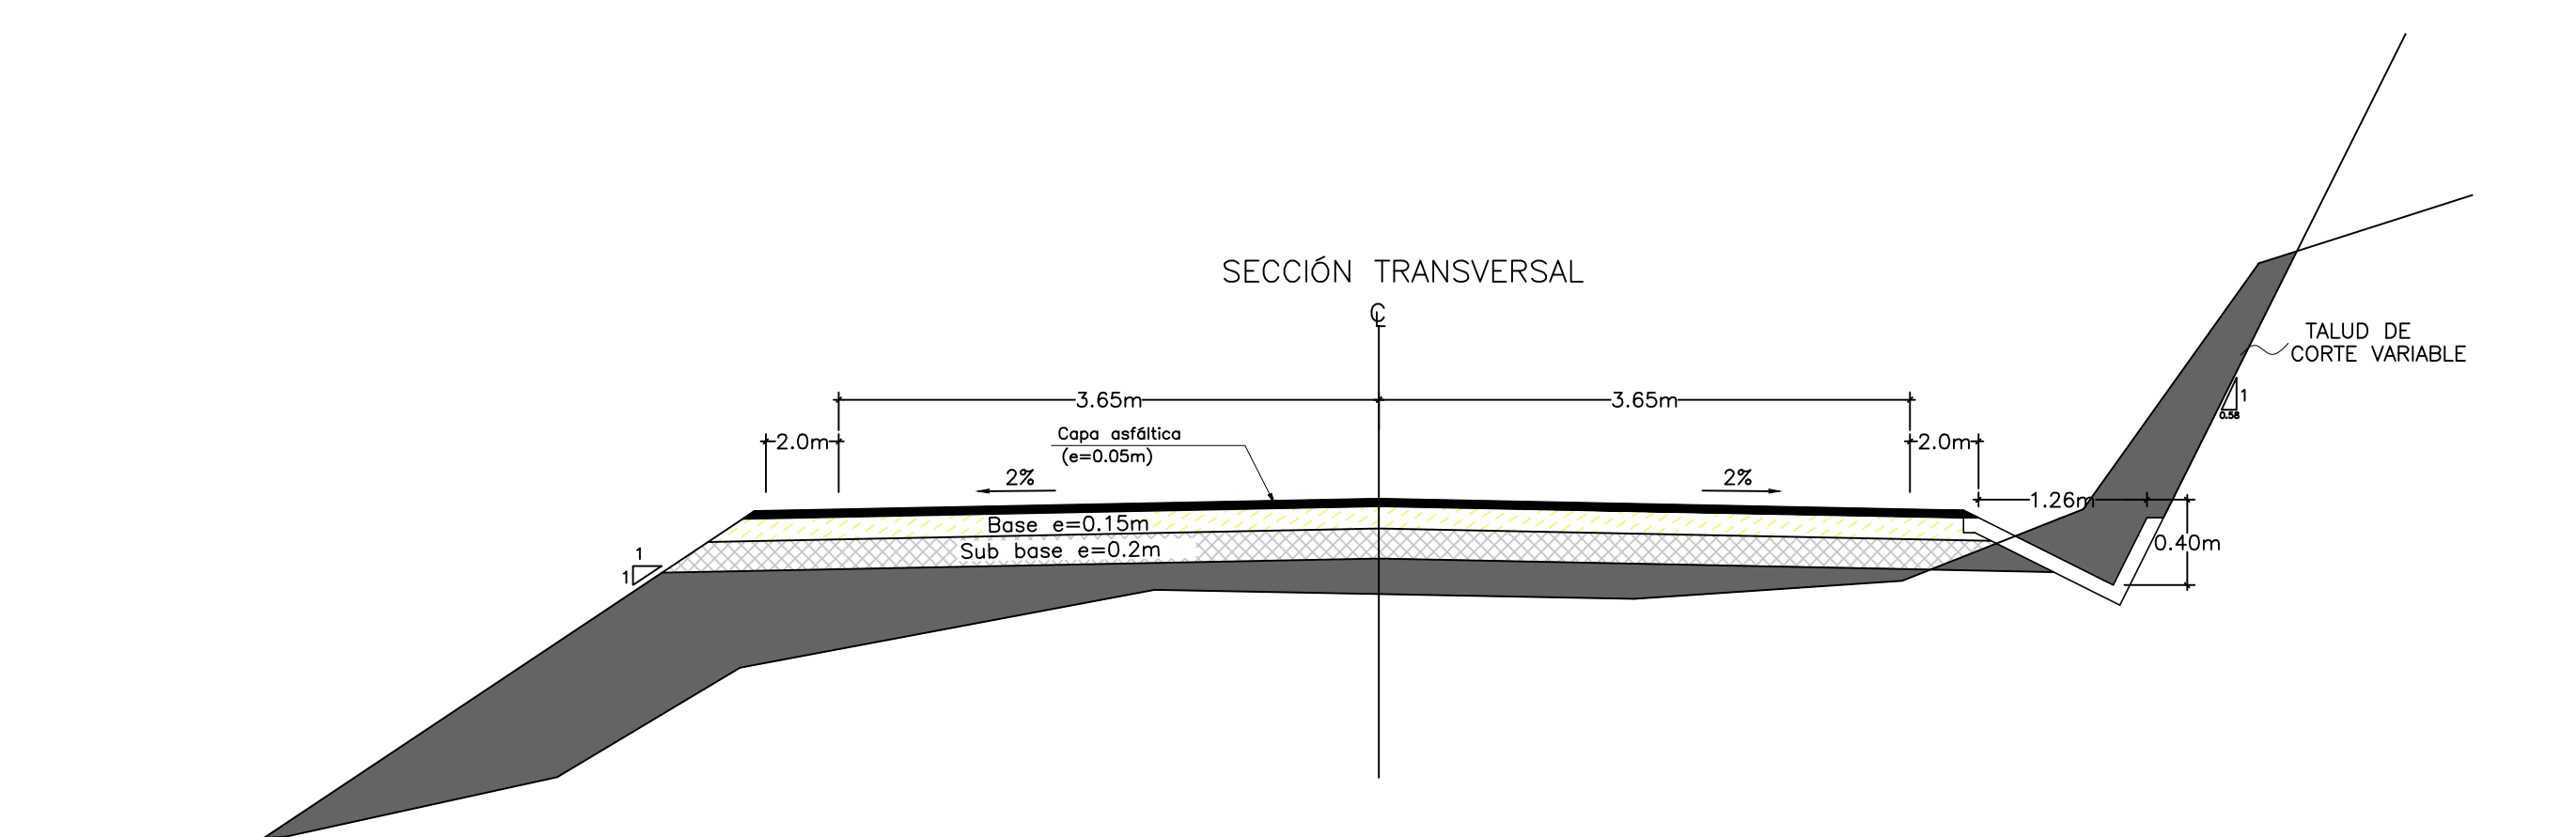 SECCIÓN TRANSVERSAL
℄
TALUD DE
CORTE VARIABLE
1
0.58
3.65m
3.65m
2.0m
Capa asfáltica
(e=0.05m)
2.0m
2%
2%
1.26m
Base e=0.15m
Sub base e=0.2m
0.40m
1
1